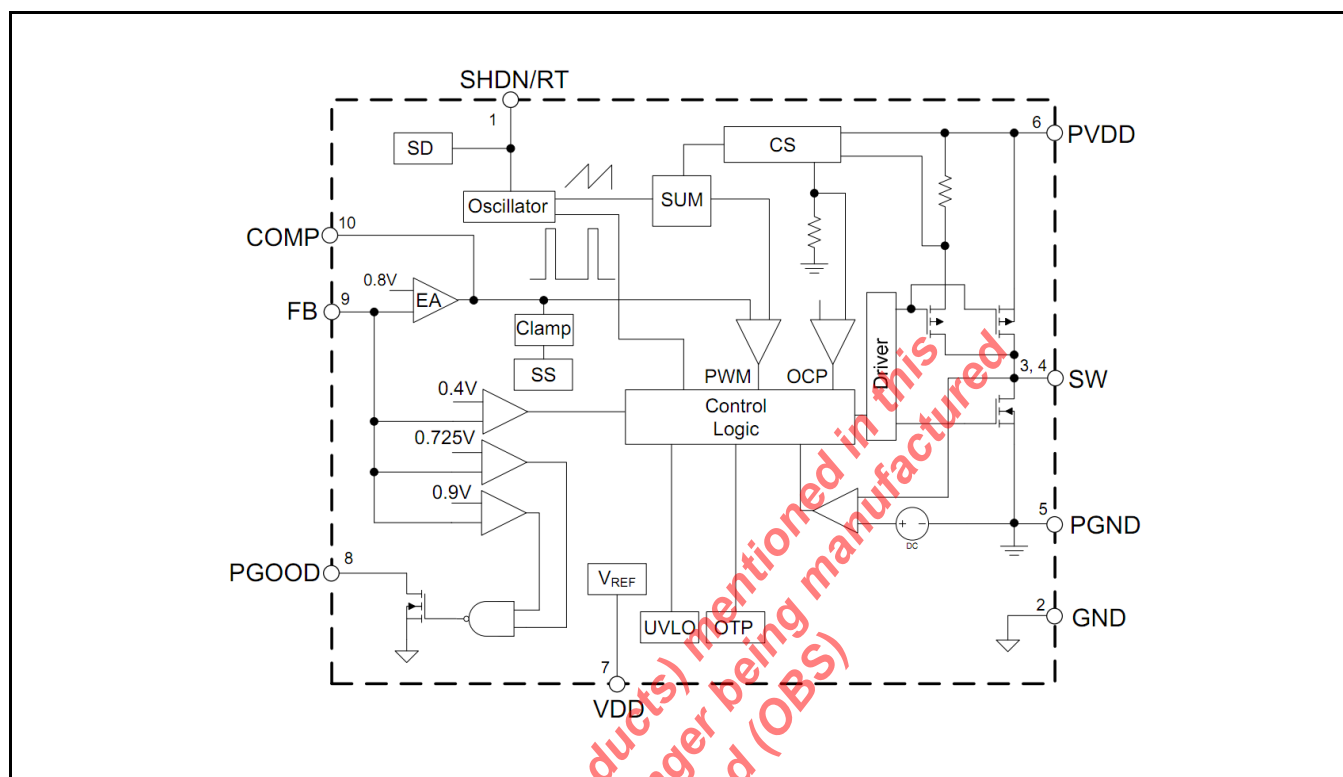 SHDN/RT
1
6
PVDD
SD
CS
Oscillator
SUM
10
COMP
0.8V
EA
9
FB
Clamp
SS
PWM
OCP
Driver
3, 4
SW
0.4V
Control
Logic
0.725V
0.9V
+ -
DC
5
PGND
8
PGOOD
VREF
2
GND
UVLO
OTP
7
VDD
ducts) mentioned in this
ger being manufactured
d (OBS)